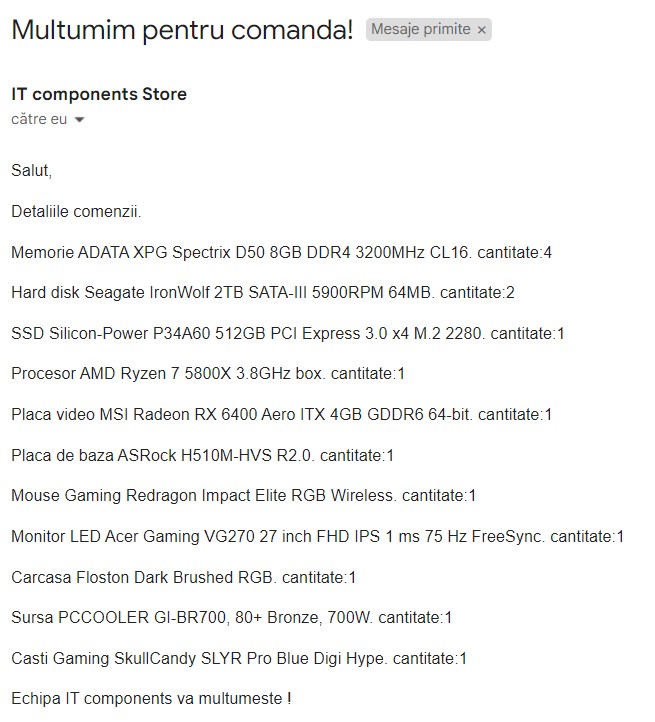 Multumim pentru comanda! Mesaje primite ×
IT components Store
către eu
Salut,
Detaliile comenzii.
Memorie ADATA XPG Spectrix D50 8GB DDR4 3200MHz CL16. cantitate:4
Hard disk Seagate IronWolf 2TB SATA-III 5900RPM 64MB. cantitate:2
SSD Silicon-Power P34A60 512GB PCI Express 3.0 x4 M.2 2280. cantitate:1
Procesor AMD Ryzen 7 5800X 3.8GHz box. cantitate:1
Placa video MSI Radeon RX 6400 Aero ITX 4GB GDDR6 64-bit. cantitate:1
Placa de baza ASRock H510M-HVS R2.0. cantitate:1
Mouse Gaming Redragon Impact Elite RGB Wireless. cantitate:1
Monitor LED Acer Gaming VG270 27 inch FHD IPS 1 ms 75 Hz FreeSync. cantitate:1
Carcasa Floston Dark Brushed RGB. cantitate:1
Sursa PCCOOLER GI-BR700, 80+ Bronze, 700W. cantitate:1
Casti Gaming SkullCandy SLYR Pro Blue Digi Hype. cantitate:1
Echipa IT components va multumeste !